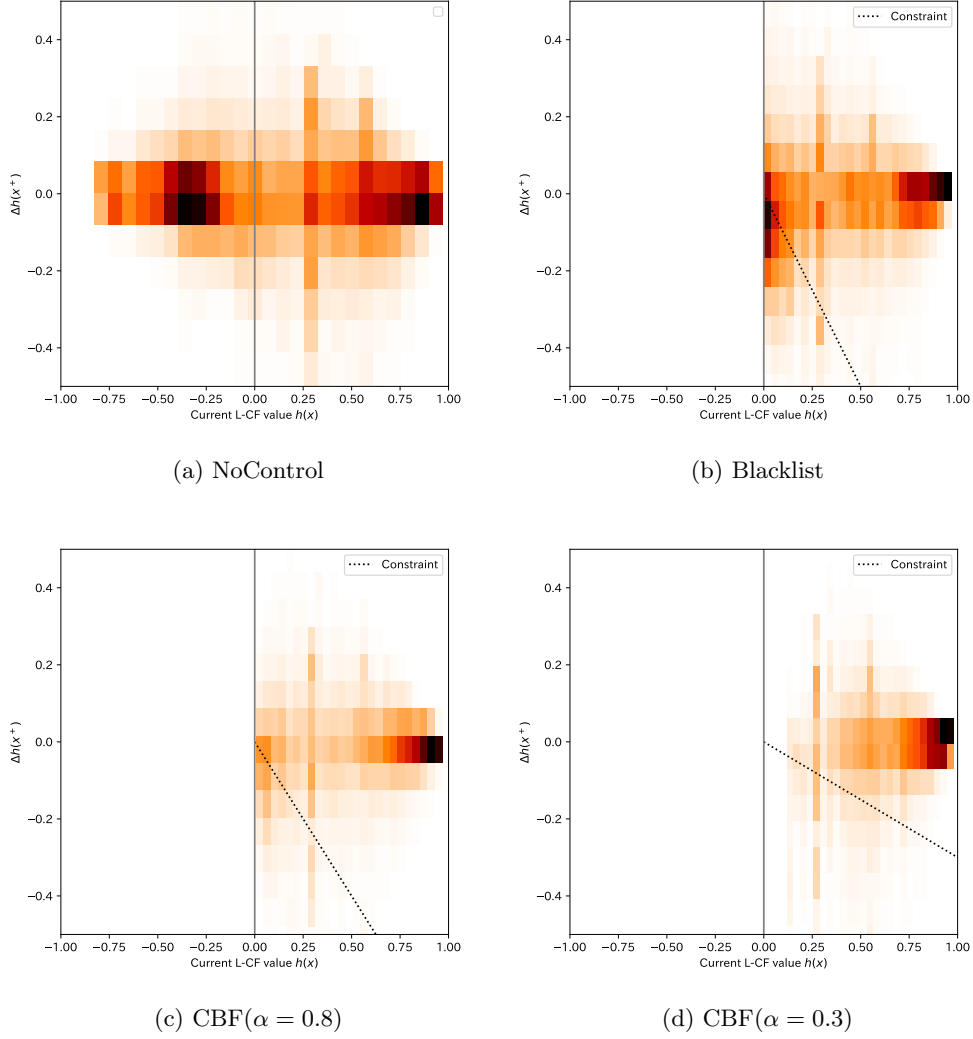 0.4
0.2
0.0
−0.2
−0.4
Δh(x⁺)
−1.00 −0.75 −0.50 −0.25 0.00 0.25 0.50 0.75 1.00
Current L-CF value h(x)
(a) NoControl
Constraint
0.4
0.2
0.0
−0.2
−0.4
Δh(x⁺)
−1.00 −0.75 −0.50 −0.25 0.00 0.25 0.50 0.75 1.00
Current L-CF value h(x)
(b) Blacklist
Constraint
0.4
0.2
0.0
−0.2
−0.4
Δh(x⁺)
−1.00 −0.75 −0.50 −0.25 0.00 0.25 0.50 0.75 1.00
Current L-CF value h(x)
(c) CBF(α = 0.8)
Constraint
0.4
0.2
0.0
−0.2
−0.4
Δh(x⁺)
−1.00 −0.75 −0.50 −0.25 0.00 0.25 0.50 0.75 1.00
Current L-CF value h(x)
(d) CBF(α = 0.3)